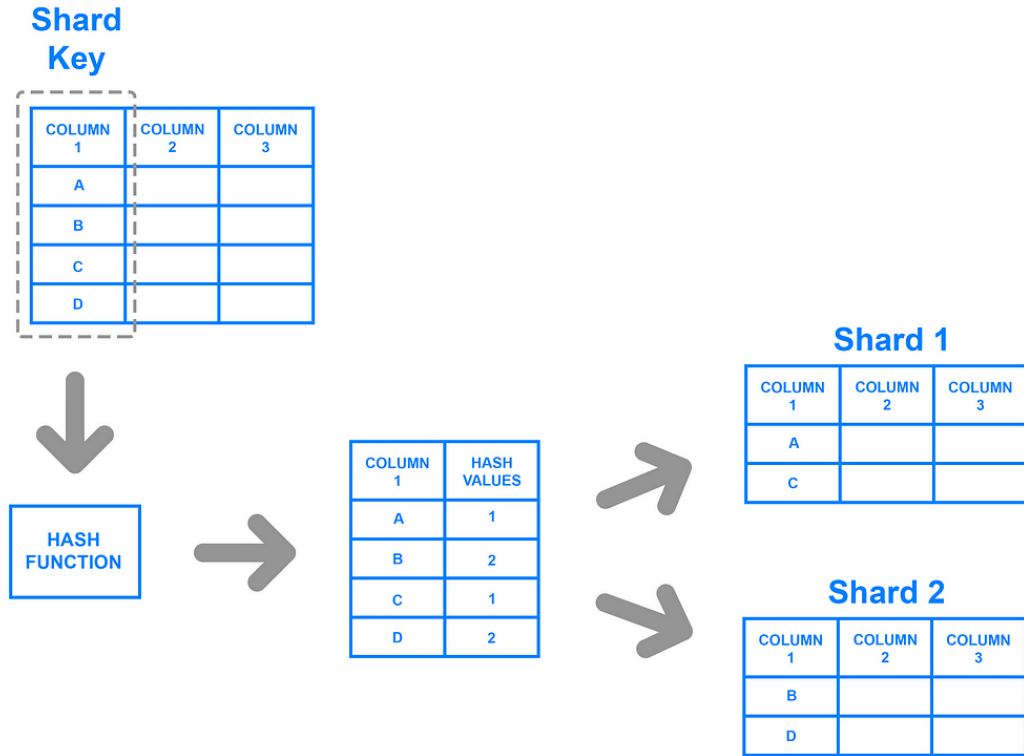 Shard
Key
COLUMN 1 COLUMN 2 COLUMN 3
A
B
C
D
HASH
FUNCTION
COLUMN 1 HASH VALUES
A 1
B 2
C 1
D 2
Shard 1
COLUMN 1 COLUMN 2 COLUMN 3
A
C
Shard 2
COLUMN 1 COLUMN 2 COLUMN 3
B
D